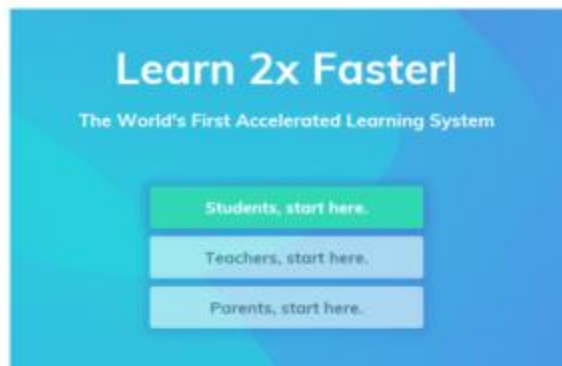 Learn 2x Faster|
The World's First Accelerated Learning System
Students, start here.
Teachers, start here.
Parents, start here.